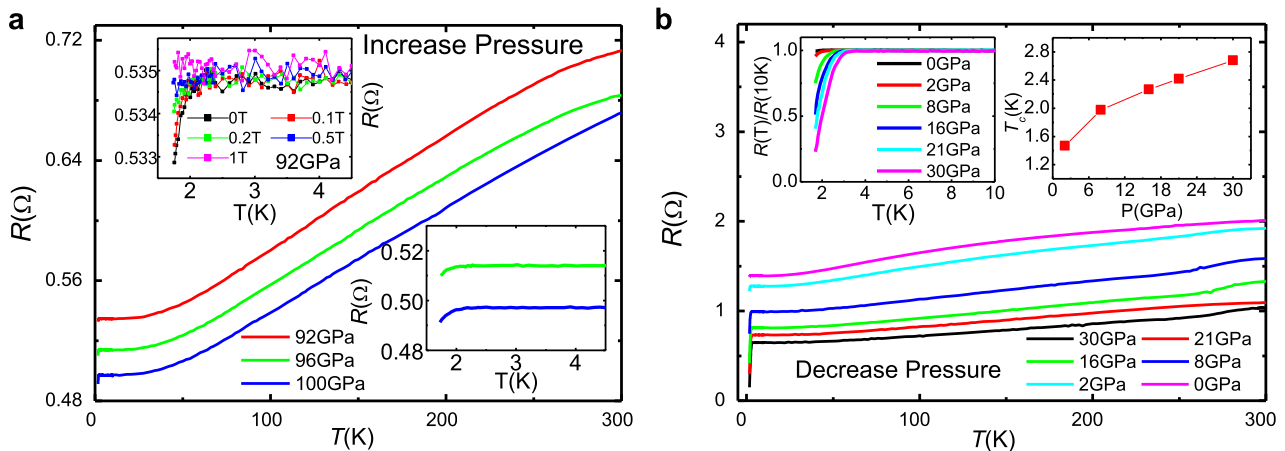 a
Increase Pressure
R(Ω)
0.72
0.64
0.56
0.48
0
100
200
300
T(K)
92GPa
96GPa
100GPa
R(Ω)
0.535
0.534
0.533
0T
0.1T
0.2T
0.5T
1T
92GPa
2
3
4
T(K)
R(Ω)
0.52
0.50
0.48
2
3
4
T(K)
b
R(Ω)
4
3
2
1
0
0
100
200
300
T(K)
Decrease Pressure
30GPa
21GPa
16GPa
8GPa
2GPa
0GPa
R(T)/R(10K)
1.0
0.5
0.0
0GPa
2GPa
8GPa
16GPa
21GPa
30GPa
2
4
6
8
10
T(K)
Tc(K)
2.8
2.4
2.0
1.6
1.2
0
6
12
18
24
30
P(GPa)